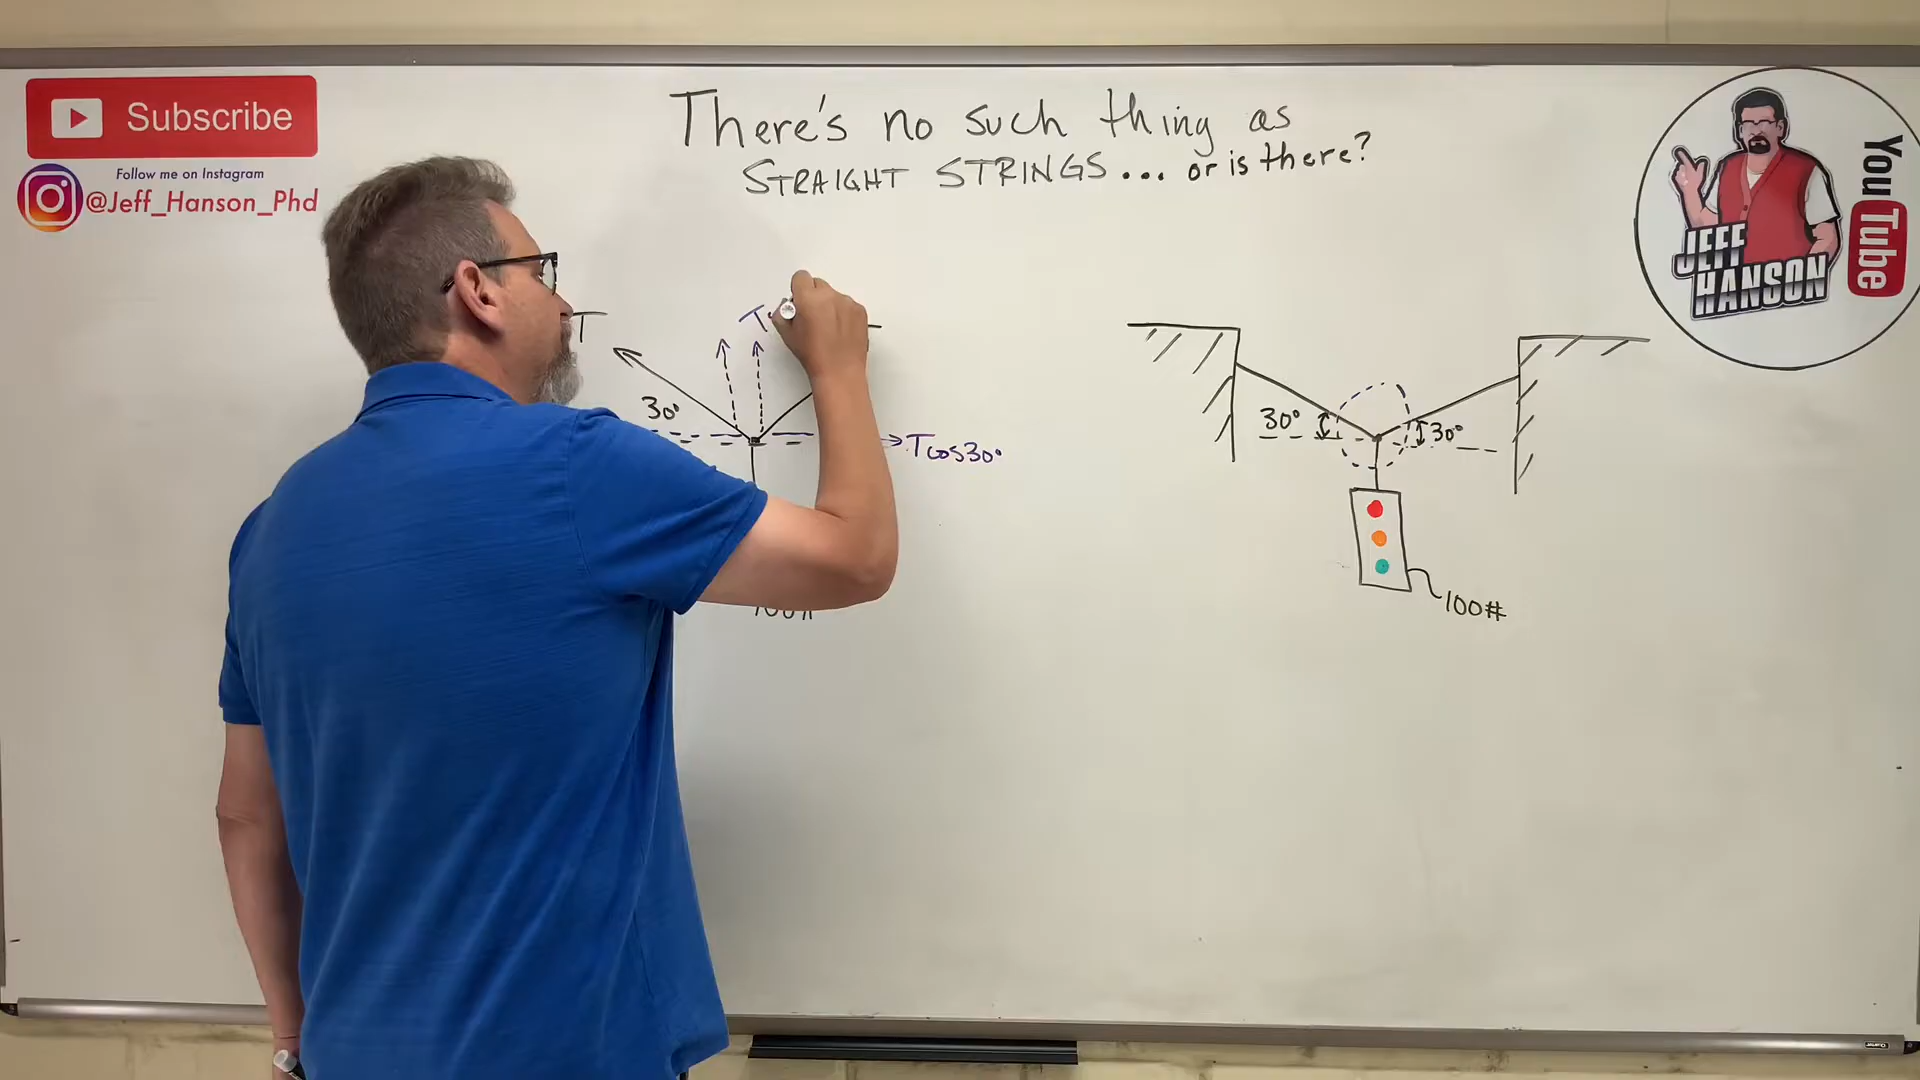 There's no such thing as
STRAIGHT STRINGS... or is there?
Subscribe
Follow me on Instagram
@Jeff_Hanson_Phd
YouTube
JEFF
HANSON
T
T
30°
Tcos30°
100#
30°
30°
100#